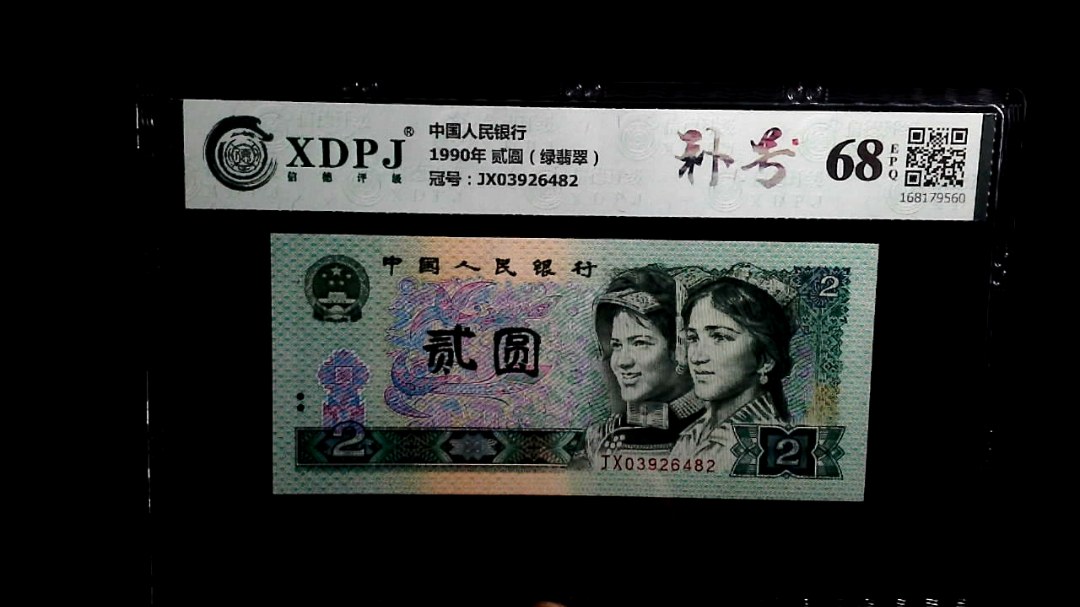 XDPJ®
信德评级
中国人民银行
1990年 贰圆（绿翡翠）
冠号：JX03926482
补号
68
EPQ
168179560
中国人民银行
2
贰圆
2
JX03926482
2